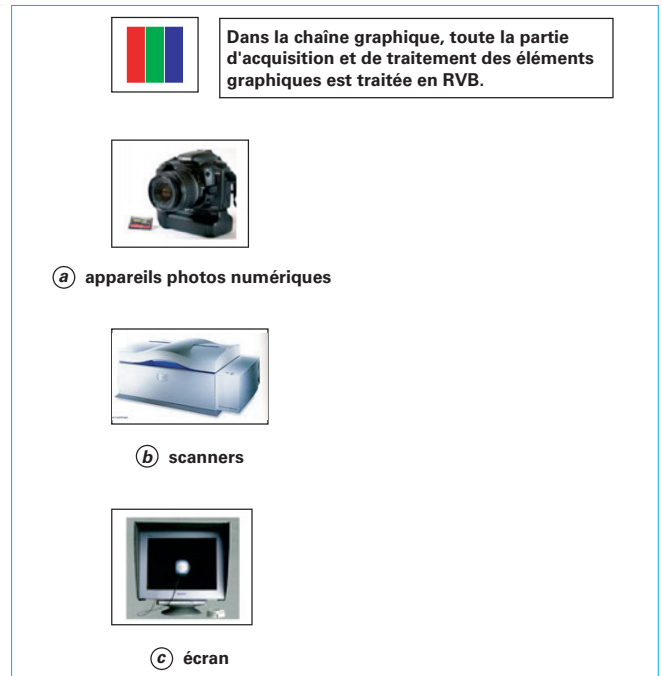 Dans la chaîne graphique, toute la partie
d'acquisition et de traitement des éléments
graphiques est traitée en RVB.
a appareils photos numériques
b scanners
c écran